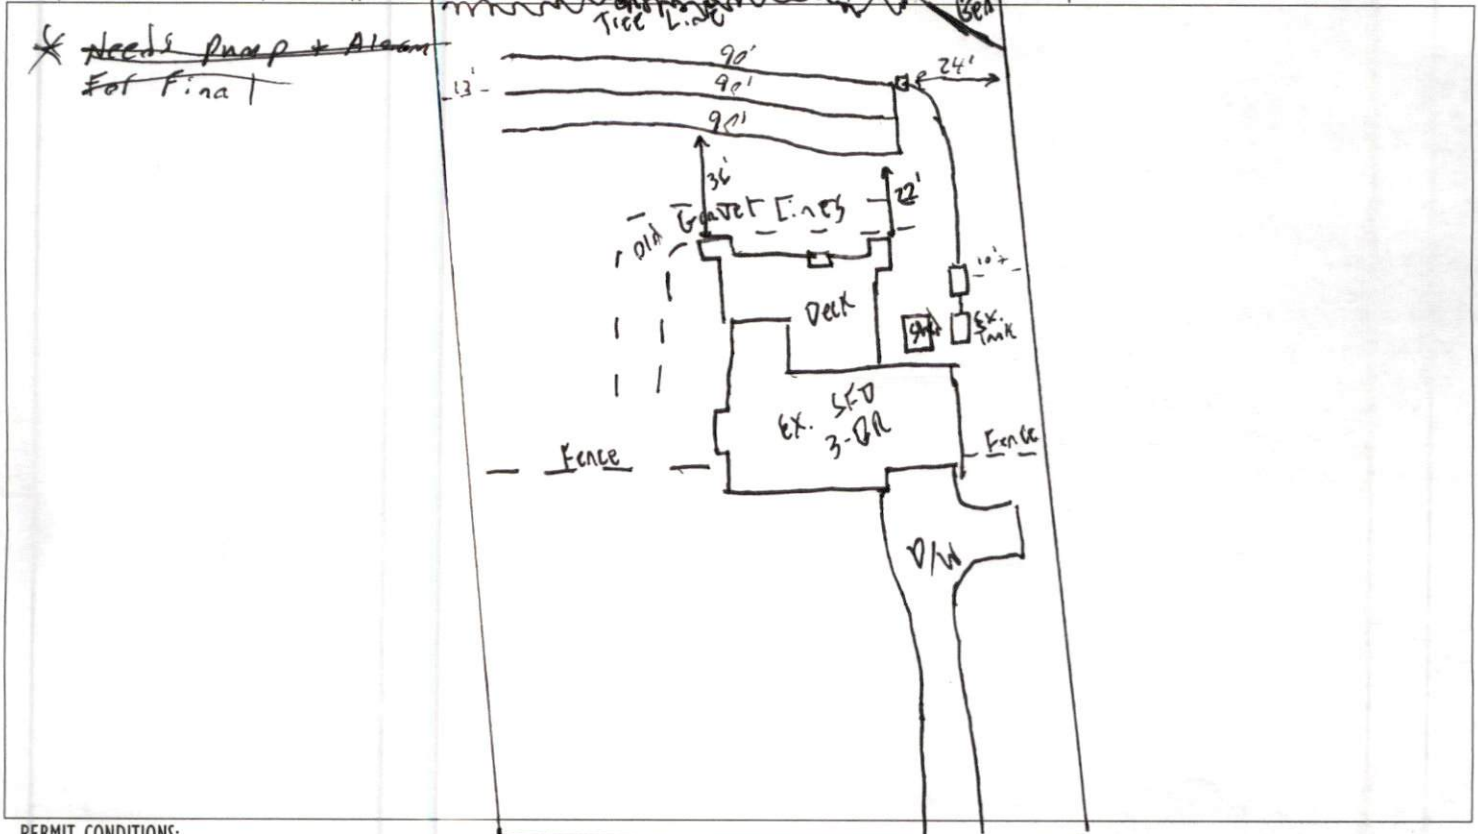 Tree Line
Bed
* Needs Pump + Alarm
For Final
90'
24'
13'
90'
90'
36'
22'
Old Gravel Lines
10'+
Deck
Ex.
Tank
Ex. SFD
3-BR
Fence
Fence
D/W
PERMIT CONDITIONS: